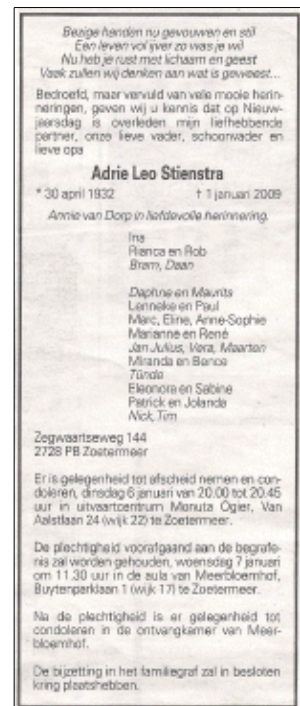 Bezige handen nu gevouwen en stil
Een leven vol ijver zo was je wil
Nu heb je rust met lichaam en geest
Vaak zullen wij denken aan wat is geweest...
Bedroefd, maar vervuld van vele mooie herin-
neringen, geven wij u kennis dat op Nieuw-
jaarsdag is overleden mijn liefhebbende
partner, onze lieve vader, schoonvader en
lieve opa
Adrie Leo Stienstra
* 30 april 1932 † 1 januari 2009
Annie van Dorp in liefdevolle herinnering.
Ina
Rianca en Rob
Bram, Daan
Daphne en Maurits
Lenneke en Paul
Marc, Eline, Anne-Sophie
Marianne en René
Jan Julius, Vera, Maarten
Miranda en Bence
Tünde
Eleonora en Sabine
Patrick en Jolanda
Nick, Tim
Zegwaartseweg 144
2728 PB Zoetermeer
Er is gelegenheid tot afscheid nemen en con-
doleren, dinsdag 6 januari van 20.00 tot 20.45
uur in uitvaartcentrum Monuta Ogier, Van
Aalstlaan 24 (wijk 22) te Zoetermeer.
De plechtigheid voorafgaand aan de begrafe-
nis zal worden gehouden, woensdag 7 januari
om 11.30 uur in de aula van Meerbloemhof,
Buytenparklaan 1 (wijk 17) te Zoetermeer.
Na de plechtigheid is er gelegenheid tot
condoleren in de ontvangkamer van Meer-
bloemhof.
De bijzetting in het familiegraf zal in besloten
kring plaatshebben.